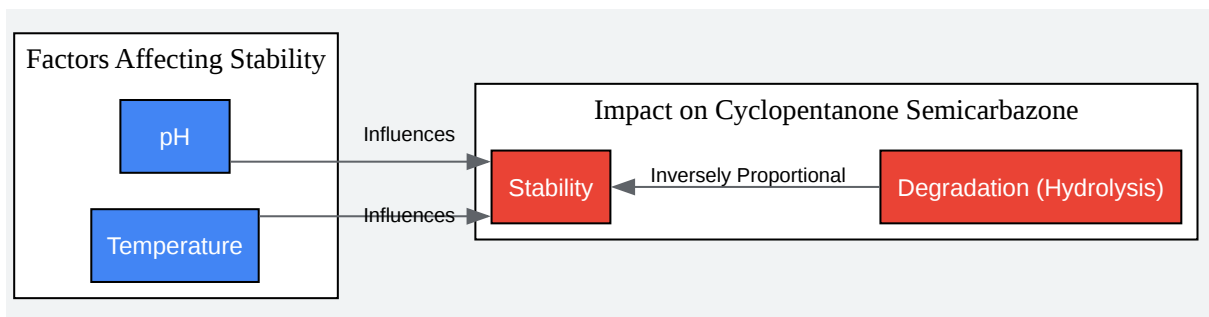 Factors Affecting Stability
pH
Temperature
Influences
Influences
Impact on Cyclopentanone Semicarbazone
Stability
Inversely Proportional
Degradation (Hydrolysis)